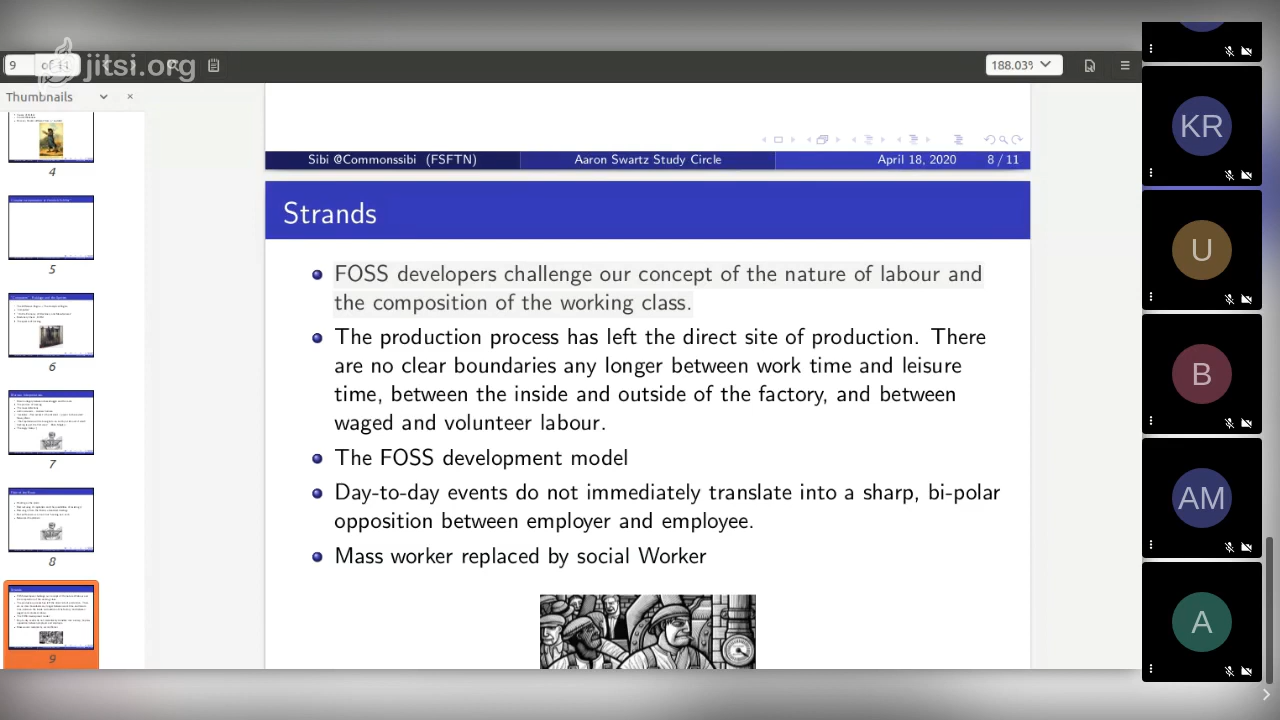 jitsi.org
9
of 11
188.03%
Thumbnails
4
5
6
7
8
9
Sibi @Commonssibi (FSFTN)
Aaron Swartz Study Circle
April 18, 2020
8 / 11
Strands
FOSS developers challenge our concept of the nature of labour and
the composition of the working class.
The production process has left the direct site of production. There
are no clear boundaries any longer between work time and leisure
time, between the inside and outside of the factory, and between
waged and volunteer labour.
The FOSS development model
Day-to-day events do not immediately translate into a sharp, bi-polar
opposition between employer and employee.
Mass worker replaced by social Worker
KR
U
B
AM
A